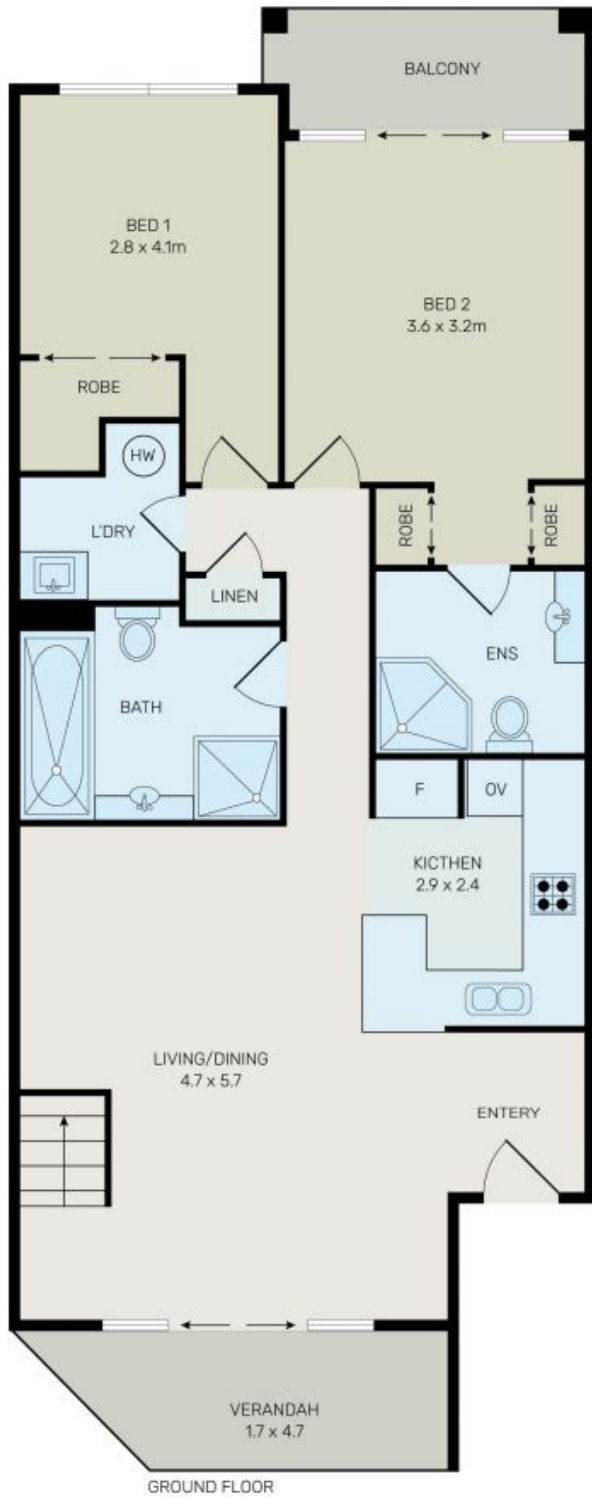 BALCONY
BED 1
2.8 x 4.1m
BED 2
3.6 x 3.2m
ROBE
HW
L'DRY
ROBE
ROBE
LINEN
ENS
BATH
F
OV
KICTHEN
2.9 x 2.4
LIVING/DINING
4.7 x 5.7
ENTERY
VERANDAH
1.7 x 4.7
GROUND FLOOR